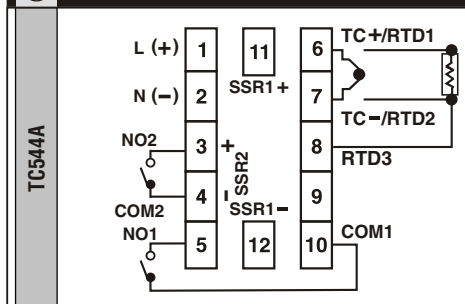 TC544A
L (+) 1 11 6 TC+/RTD1
SSR1+
N (−) 2 7
TC−/RTD2
NO2 3 + SSR2 8 RTD3
4 - 9
COM2 SSR1−
NO1 5 12 10 COM1